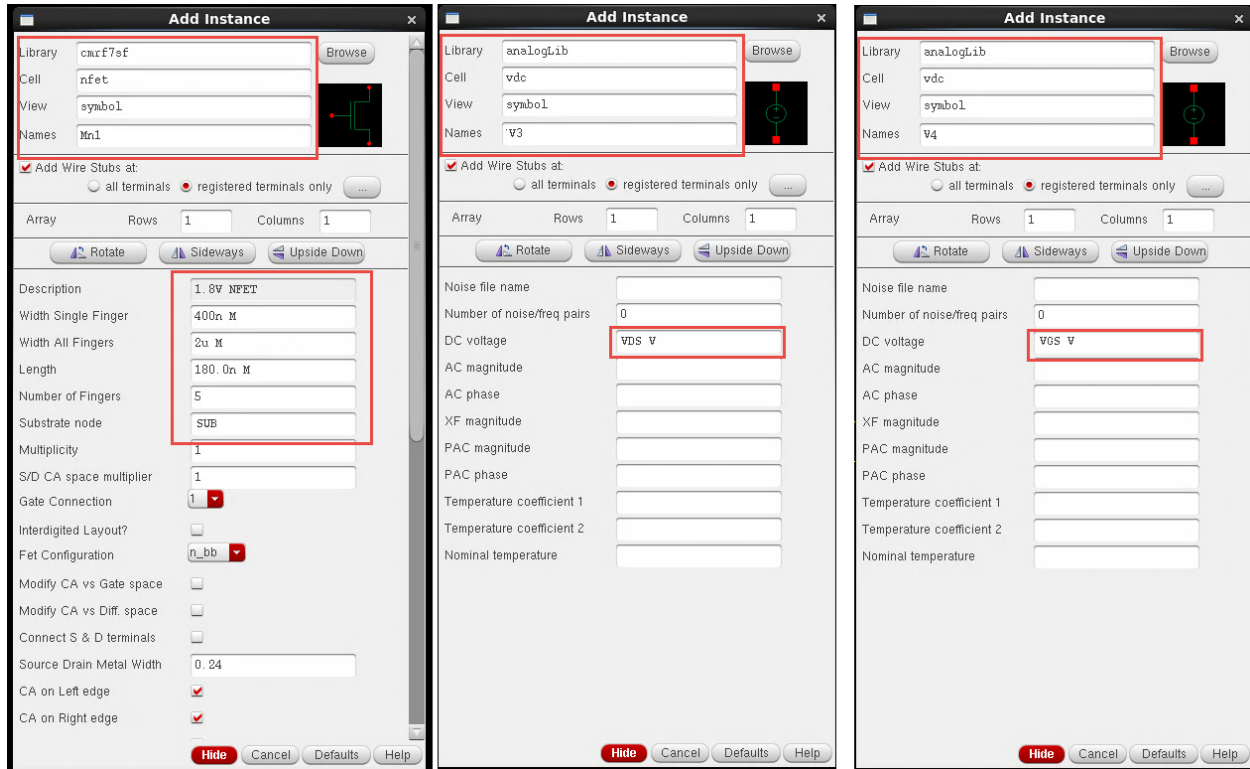 Add Instance ×
Library cmrf7sf Browse
Cell nfet
View symbol
Names Mn1
Add Wire Stubs at:
all terminals registered terminals only ...
Array Rows 1 Columns 1
Rotate Sideways Upside Down
Description 1.8V NFET
Width Single Finger 400n M
Width All Fingers 2u M
Length 180.0n M
Number of Fingers 5
Substrate node SUB
Multiplicity 1
S/D CA space multiplier 1
Gate Connection 1
Interdigited Layout?
Fet Configuration n_bb
Modify CA vs Gate space
Modify CA vs Diff. space
Connect S & D terminals
Source Drain Metal Width 0.24
CA on Left edge
CA on Right edge
Hide Cancel Defaults Help
Add Instance ×
Library analogLib Browse
Cell vdc
View symbol
Names V3
Add Wire Stubs at:
all terminals registered terminals only ...
Array Rows 1 Columns 1
Rotate Sideways Upside Down
Noise file name
Number of noise/freq pairs 0
DC voltage VDS V
AC magnitude
AC phase
XF magnitude
PAC magnitude
PAC phase
Temperature coefficient 1
Temperature coefficient 2
Nominal temperature
Hide Cancel Defaults Help
Add Instance ×
Library analogLib Browse
Cell vdc
View symbol
Names V4
Add Wire Stubs at:
all terminals registered terminals only ...
Array Rows 1 Columns 1
Rotate Sideways Upside Down
Noise file name
Number of noise/freq pairs 0
DC voltage VGS V
AC magnitude
AC phase
XF magnitude
PAC magnitude
PAC phase
Temperature coefficient 1
Temperature coefficient 2
Nominal temperature
Hide Cancel Defaults Help